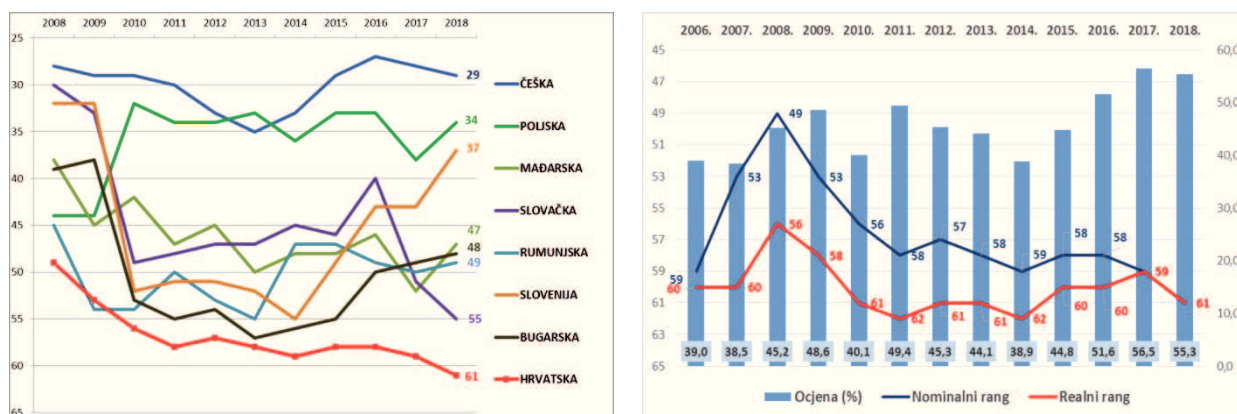 2008 2009 2010 2011 2012 2013 2014 2015 2016 2017 2018
25
30
35
40
45
50
55
60
65
29
34
37
47
48
49
55
61
ČEŠKA
POLJSKA
MAĐARSKA
SLOVAČKA
RUMUNJSKA
SLOVENIJA
BUGARSKA
HRVATSKA
2006. 2007. 2008. 2009. 2010. 2011. 2012. 2013. 2014. 2015. 2016. 2017. 2018.
45
47
49
51
53
55
57
59
61
63
65
60,0
50,0
40,0
30,0
20,0
10,0
0,0
59 53 49 53 56 58 57 58 59 58 58
60 60 56 58 61 62 61 61 62 60 60 59 61
39,0 38,5 45,2 48,6 40,1 49,4 45,3 44,1 38,9 44,8 51,6 56,5 55,3
Ocjena (%) Nominalni rang Realni rang